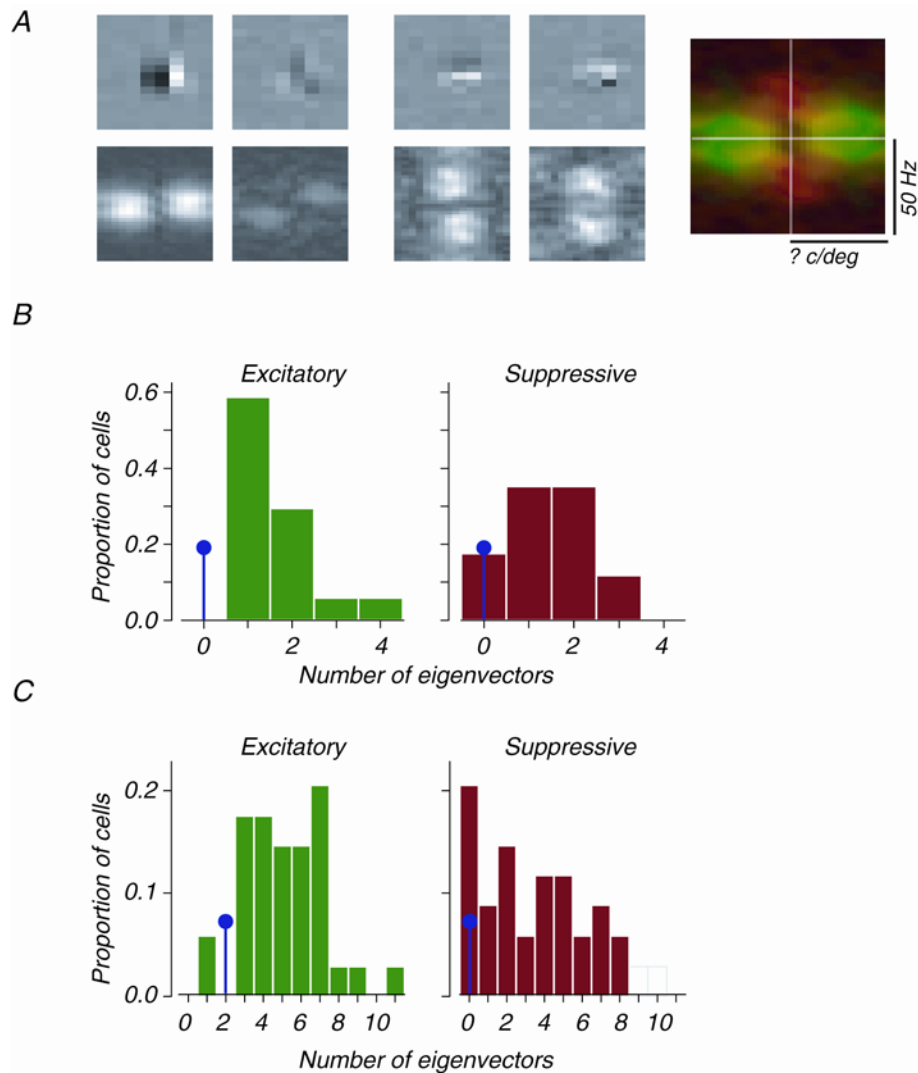 A
50 Hz
? c/deg
B
Excitatory
Suppressive
Proportion of cells
0.6
0.4
0.2
0.0
0 2 4
0 2 4
Number of eigenvectors
C
Excitatory
Suppressive
Proportion of cells
0.2
0.1
0.0
0 2 4 6 8 10
0 2 4 6 8 10
Number of eigenvectors